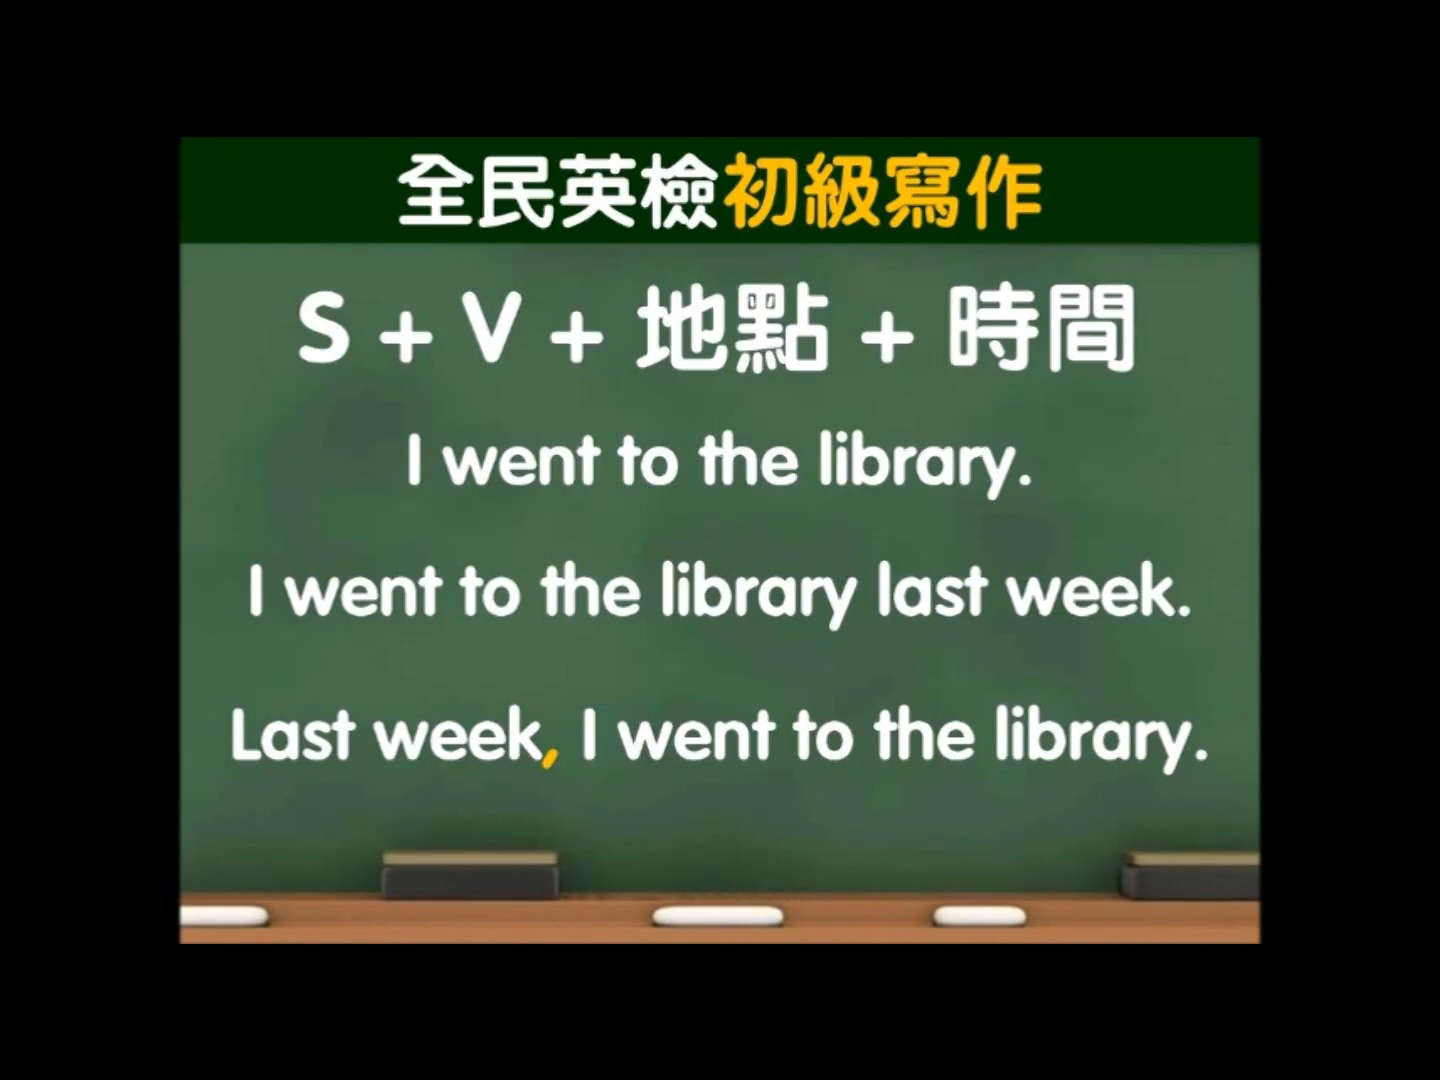 全民英檢初級寫作
S + V + 地點 + 時間
I went to the library.
I went to the library last week.
Last week, I went to the library.